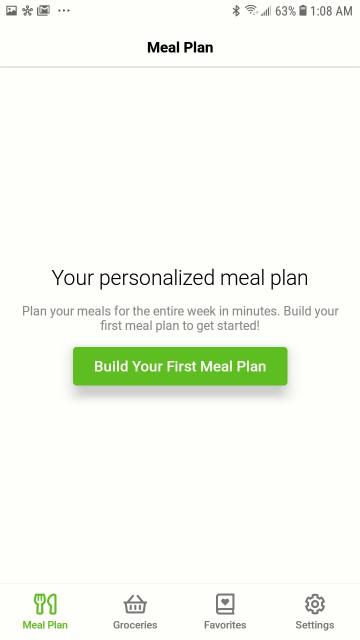 63% 1:08 AM
Meal Plan
Your personalized meal plan
Plan your meals for the entire week in minutes. Build your
first meal plan to get started!
Build Your First Meal Plan
Meal Plan Groceries Favorites Settings